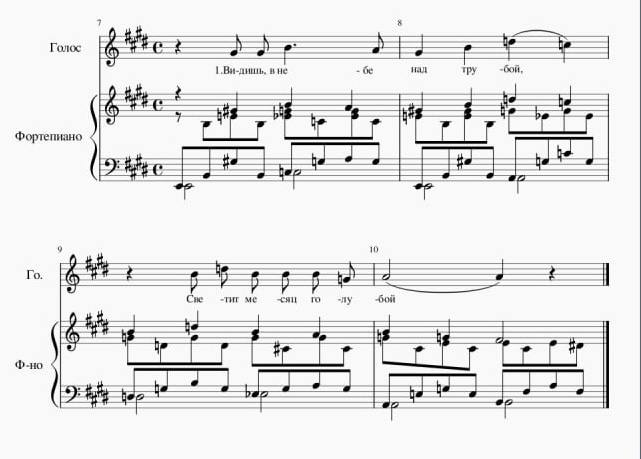 7
8
Голос
1.Ви-дишь, в не - бе над тру -бой,
Фортепиано
9
10
Го.
Све -тит ме -сяц го -лу -бой
Ф-но